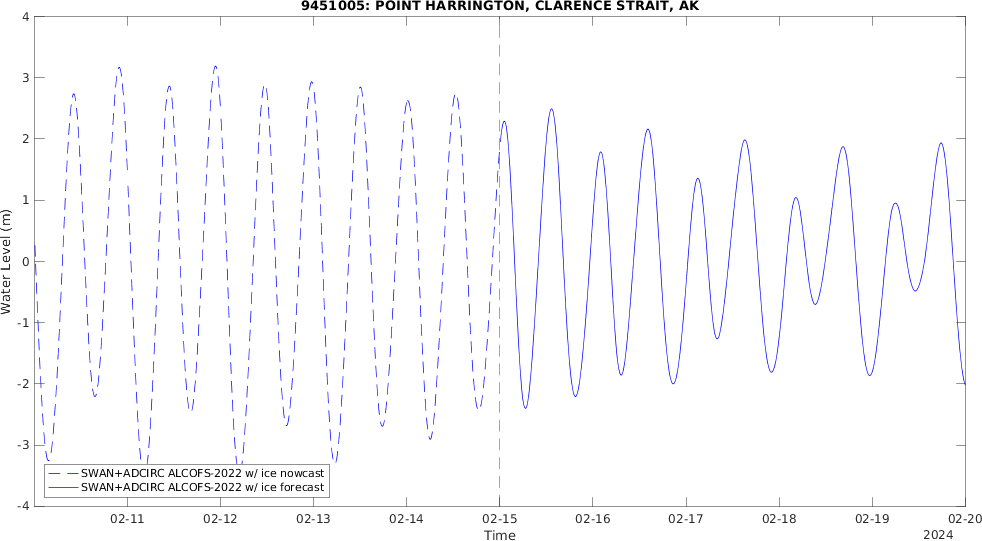 9451005: POINT HARRINGTON, CLARENCE STRAIT, AK
4
3
2
1
0
-1
-2
-3
-4
Water Level (m)
SWAN+ADCIRC ALCOFS-2022 w/ ice nowcast
SWAN+ADCIRC ALCOFS-2022 w/ ice forecast
02-11 02-12 02-13 02-14 02-15 02-16 02-17 02-18 02-19 02-20
Time
2024